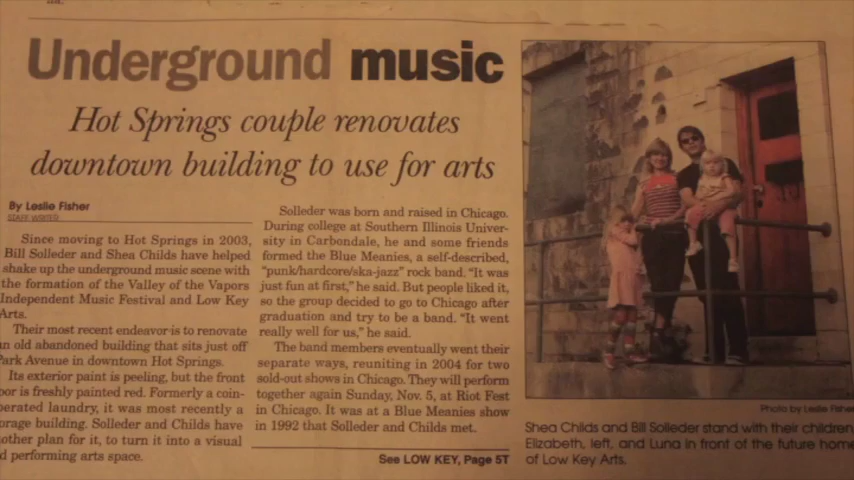 Underground music
Hot Springs couple renovates
downtown building to use for arts
By Leslie Fisher
STAFF WRITER
Since moving to Hot Springs in 2003,
Bill Solleder and Shea Childs have helped
shake up the underground music scene with
the formation of the Valley of the Vapors
Independent Music Festival and Low Key
Arts.
Their most recent endeavor is to renovate
an old abandoned building that sits just off
Park Avenue in downtown Hot Springs.
Its exterior paint is peeling, but the front
oor is freshly painted red. Formerly a coin-
perated laundry, it was most recently a
orage building. Solleder and Childs have
other plan for it, to turn it into a visual
d performing arts space.
Solleder was born and raised in Chicago.
During college at Southern Illinois Univer-
sity in Carbondale, he and some friends
formed the Blue Meanies, a self-described,
"punk/hardcore/ska-jazz" rock band. "It was
just fun at first," he said. But people liked it,
so the group decided to go to Chicago after
graduation and try to be a band. "It went
really well for us," he said.
The band members eventually went their
separate ways, reuniting in 2004 for two
sold-out shows in Chicago. They will perform
together again Sunday, Nov. 5, at Riot Fest
in Chicago. It was at a Blue Meanies show
in 1992 that Solleder and Childs met.
See LOW KEY, Page 5T
Photo by Leslie Fisher
Shea Childs and Bill Solleder stand with their children
Elizabeth, left, and Luna in front of the future home
of Low Key Arts.